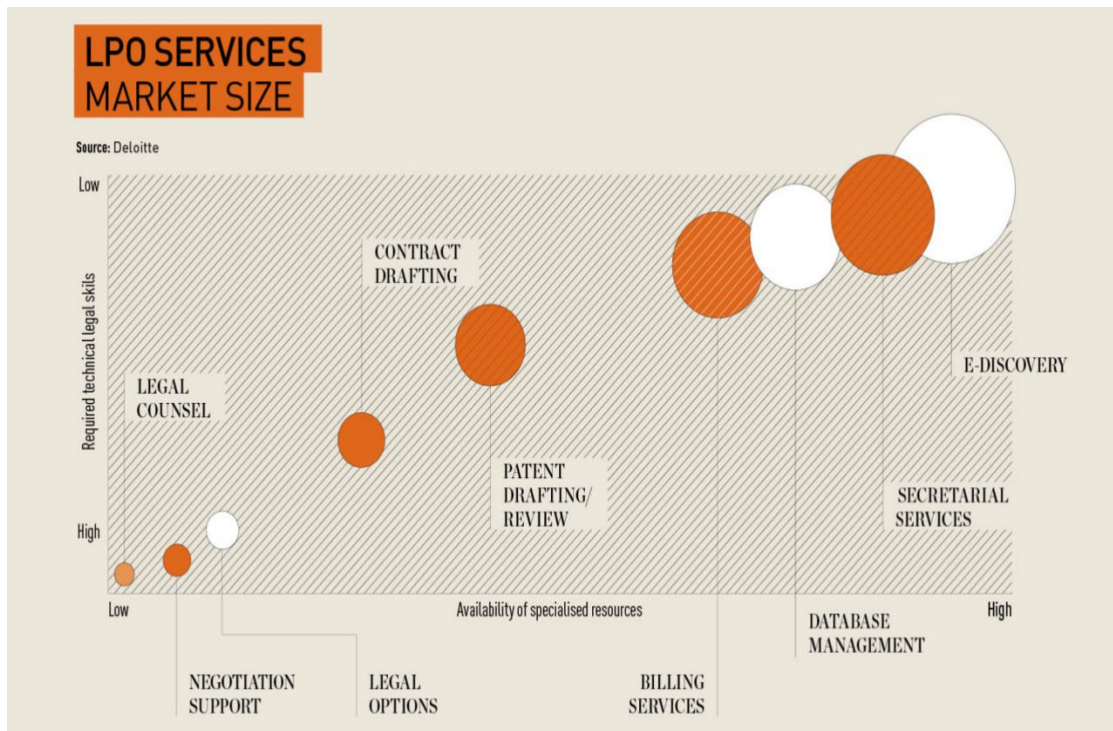 LPO SERVICES
MARKET SIZE
Source: Deloitte
Low
Required technical legal skils
High
CONTRACT
DRAFTING
LEGAL
COUNSEL
E-DISCOVERY
PATENT
DRAFTING/
REVIEW
SECRETARIAL
SERVICES
Low
Availability of specialised resources
High
DATABASE
MANAGEMENT
NEGOTIATION
SUPPORT
LEGAL
OPTIONS
BILLING
SERVICES